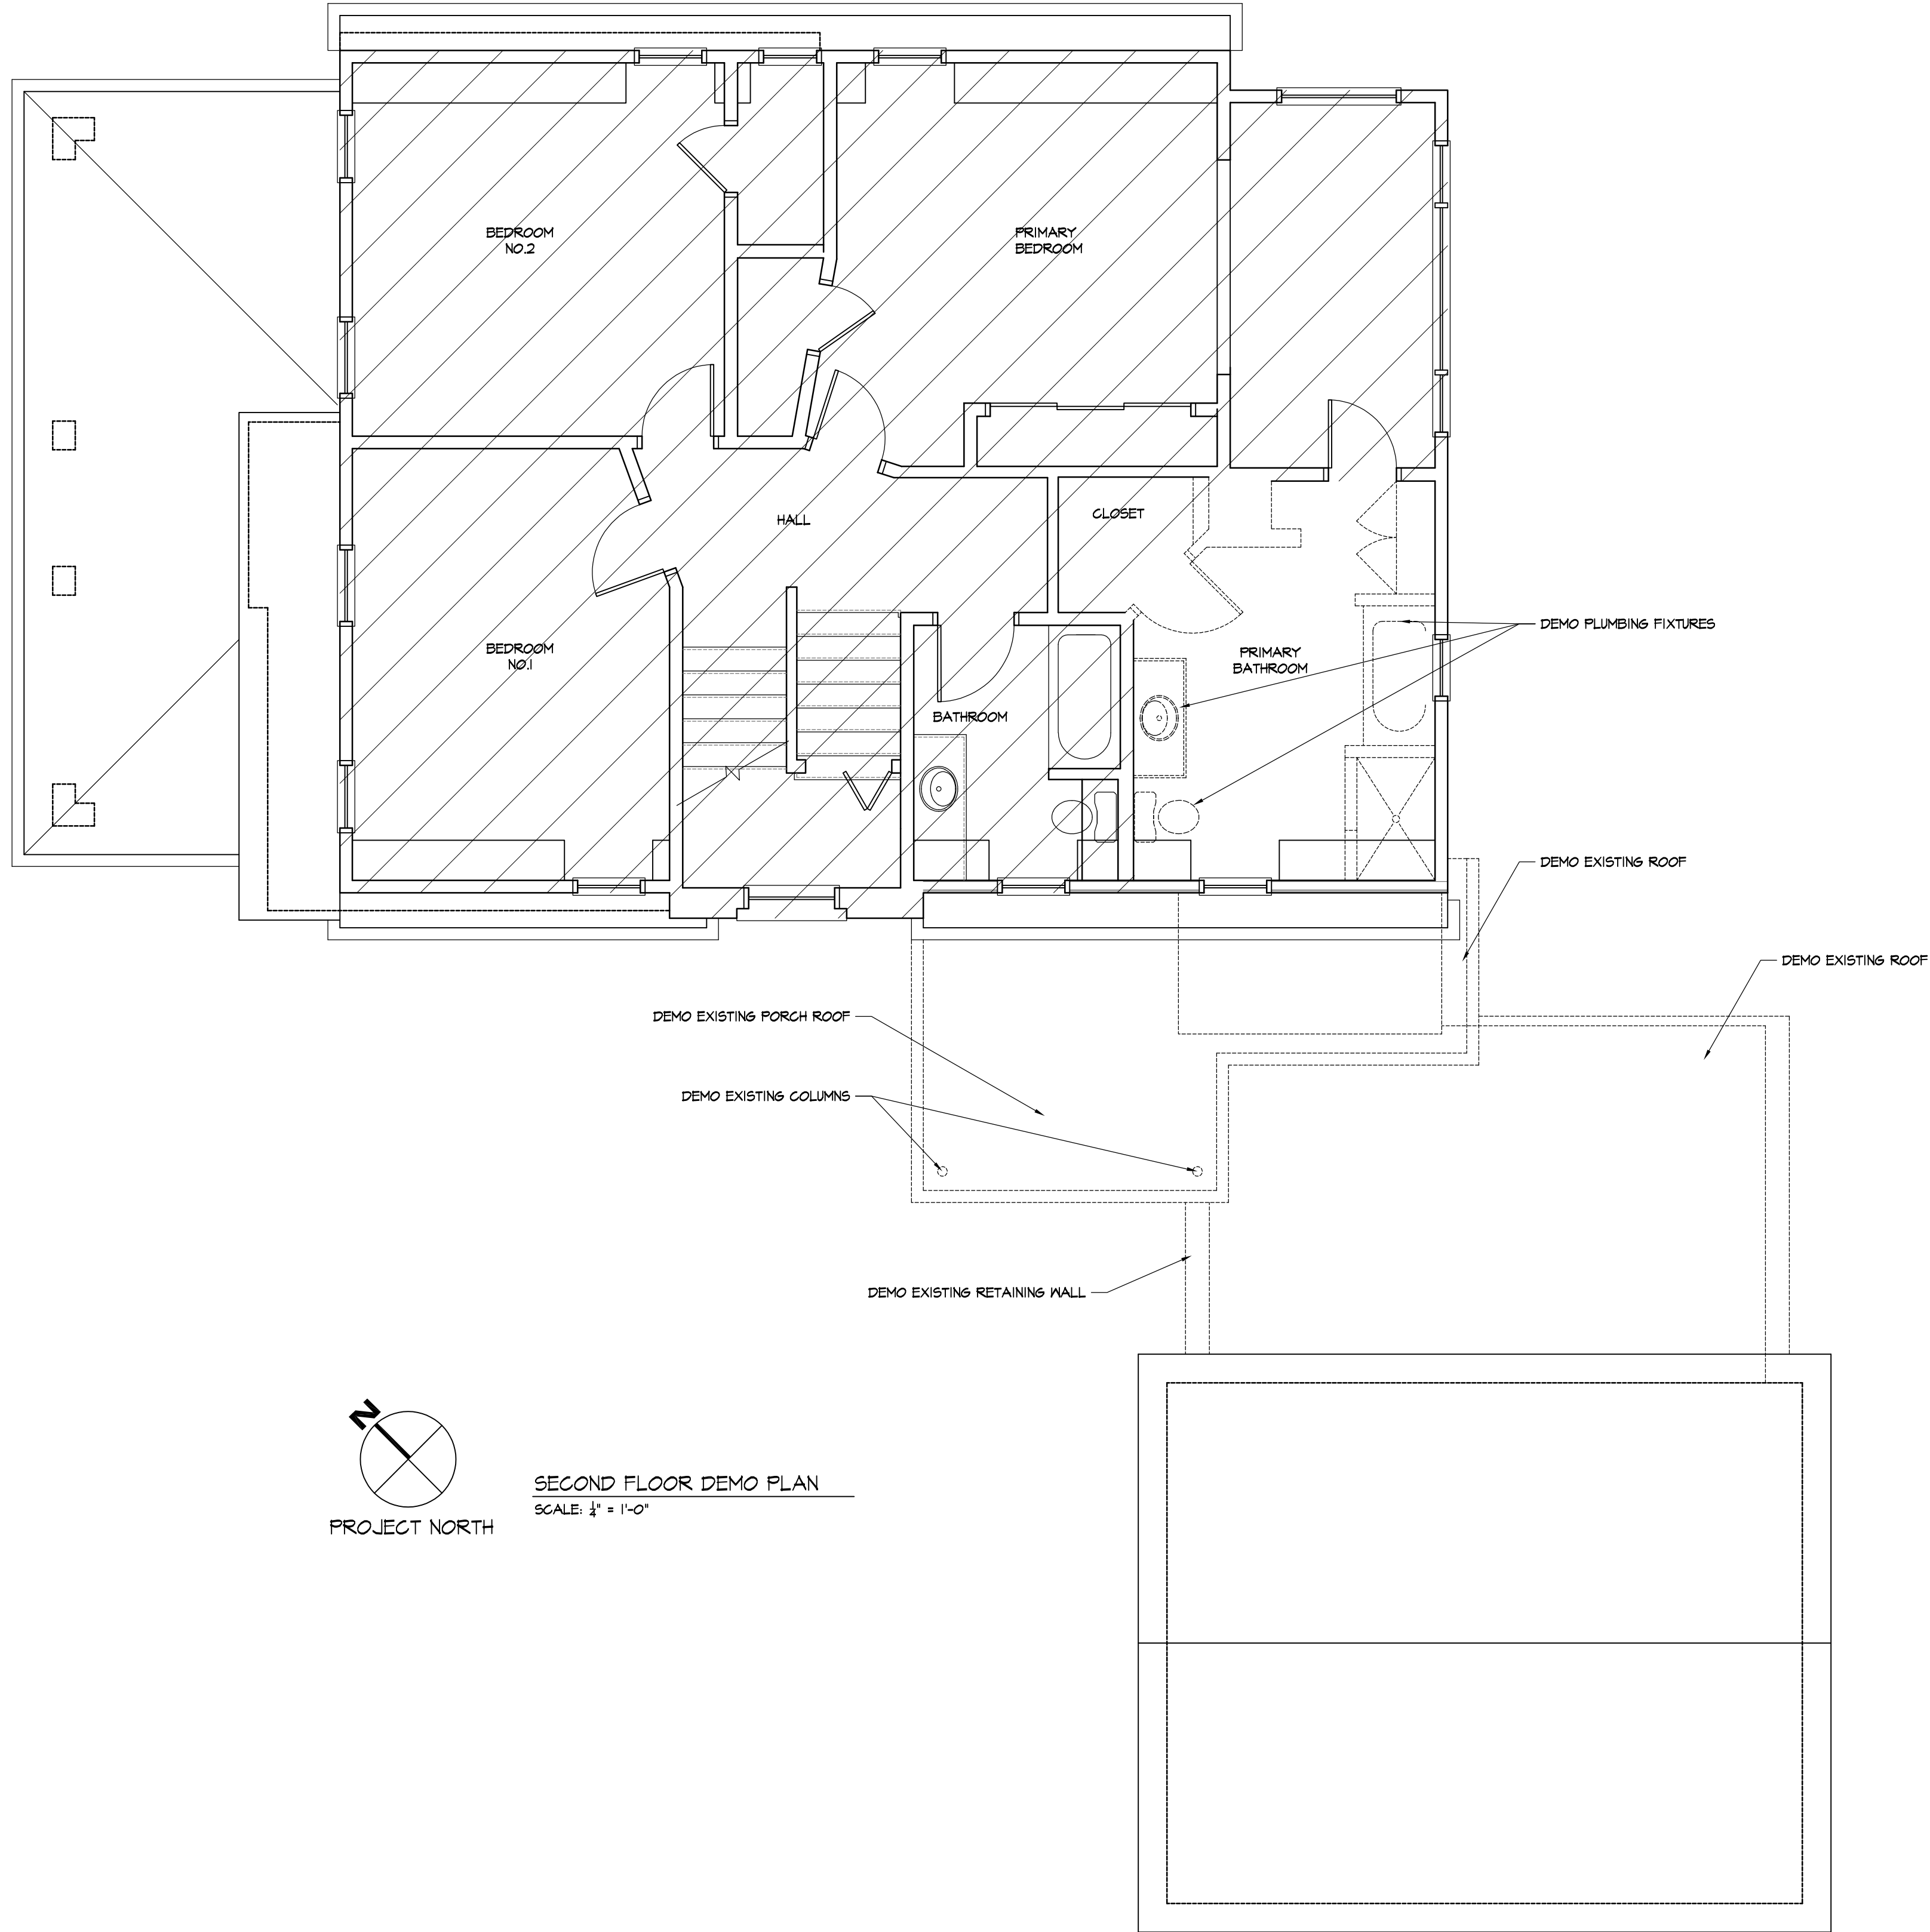 BEDROOM
NO.2
PRIMARY
BEDROOM
HALL
CLOSET
BEDROOM
NO.1
PRIMARY
BATHROOM
BATHROOM
DEMO PLUMBING FIXTURES
DEMO EXISTING ROOF
DEMO EXISTING ROOF
DEMO EXISTING PORCH ROOF
DEMO EXISTING COLUMNS
DEMO EXISTING RETAINING WALL
N
PROJECT NORTH
SECOND FLOOR DEMO PLAN
SCALE: 1/4" = 1'-0"